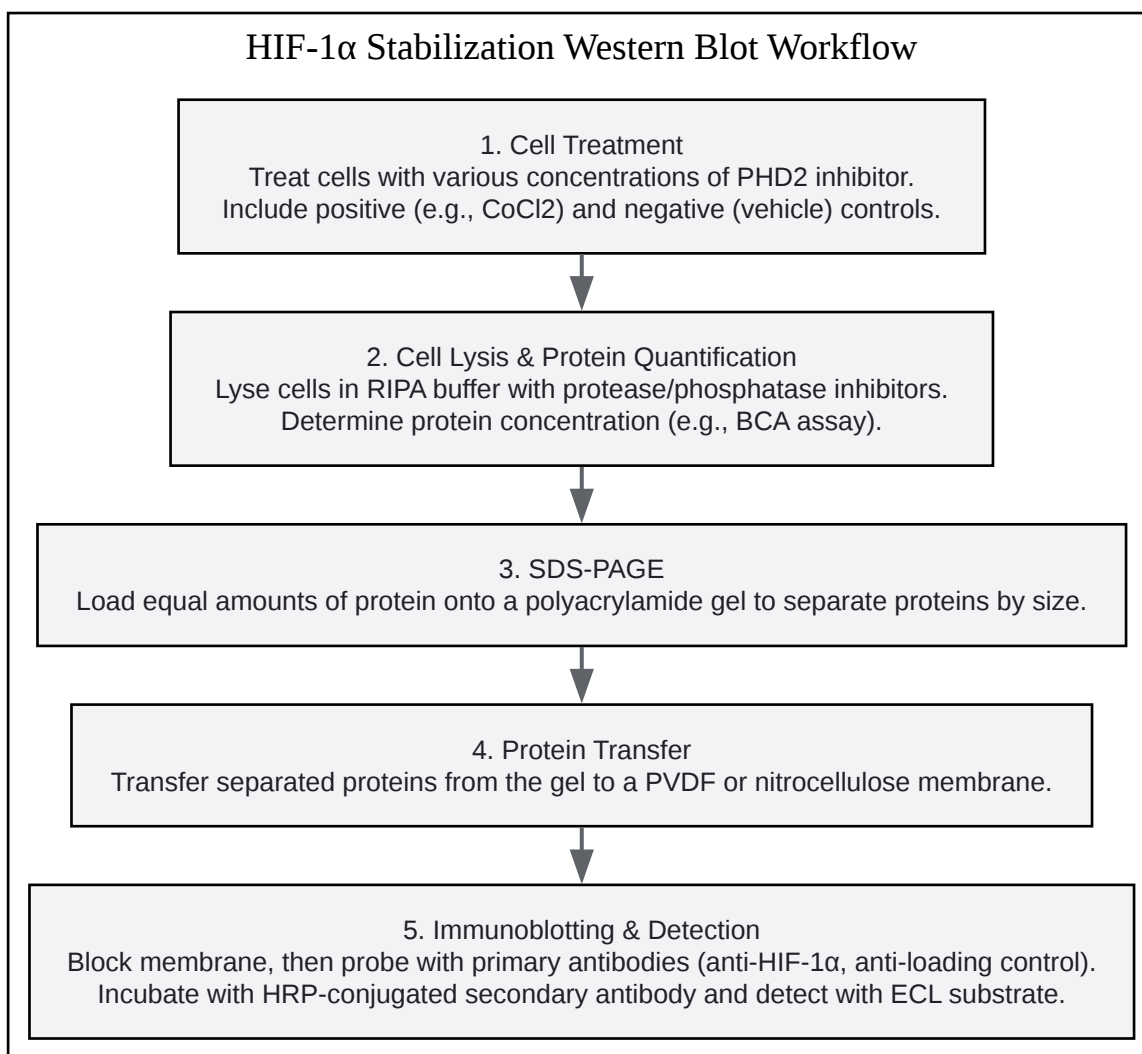 HIF-1α Stabilization Western Blot Workflow
1. Cell Treatment
Treat cells with various concentrations of PHD2 inhibitor.
Include positive (e.g., CoCl2) and negative (vehicle) controls.
2. Cell Lysis & Protein Quantification
Lyse cells in RIPA buffer with protease/phosphatase inhibitors.
Determine protein concentration (e.g., BCA assay).
3. SDS-PAGE
Load equal amounts of protein onto a polyacrylamide gel to separate proteins by size.
4. Protein Transfer
Transfer separated proteins from the gel to a PVDF or nitrocellulose membrane.
5. Immunoblotting & Detection
Block membrane, then probe with primary antibodies (anti-HIF-1α, anti-loading control).
Incubate with HRP-conjugated secondary antibody and detect with ECL substrate.